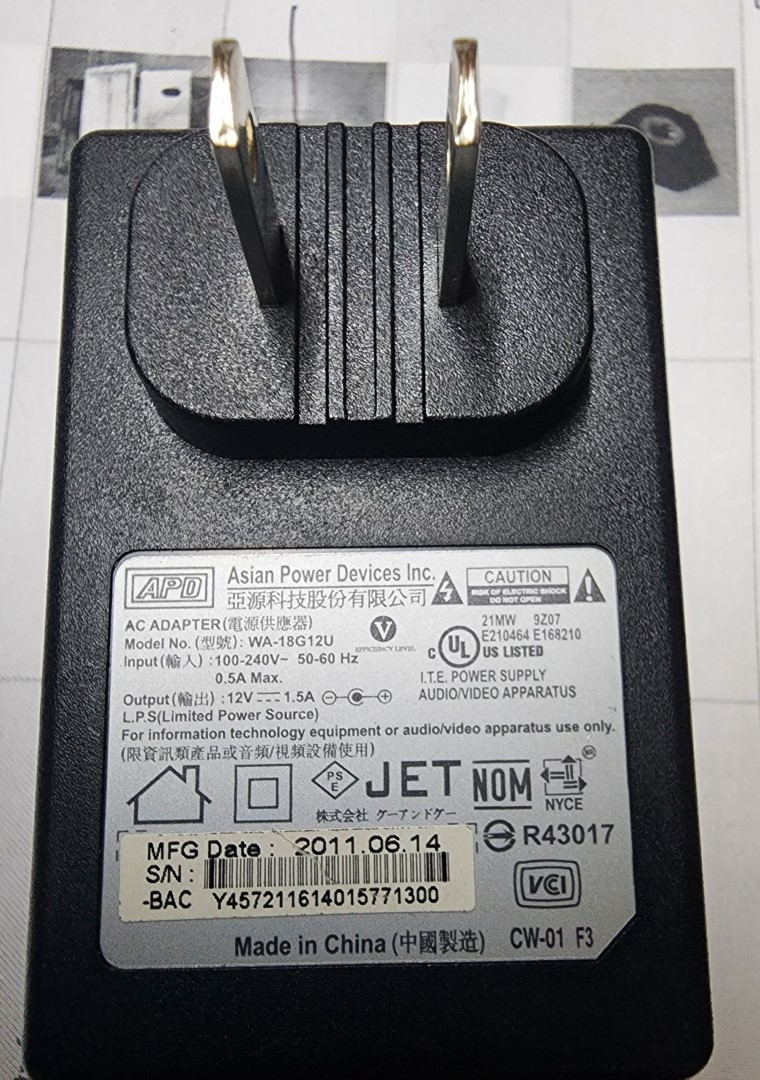 APD
Asian Power Devices Inc.
亞源科技股份有限公司
CAUTION
RISK OF ELECTRIC SHOCK
DO NOT OPEN
AC ADAPTER(電源供應器)
Model No.(型號): WA-18G12U
Input(輸入):100-240V~ 50-60 Hz
0.5A Max.
Output(輸出):12V 1.5A
L.P.S(Limited Power Source)
V
EFFICIENCY LEVEL
21MW 9Z07
E210464 E168210
C UL US LISTED
I.T.E. POWER SUPPLY
AUDIO/VIDEO APPARATUS
For information technology equipment or audio/video apparatus use only.
(限資訊類產品或音頻/視頻設備使用)
PS
E
JET
株式会社 ケーアンドケー
NOM
NYCE
MR
R43017
MFG Date : 2011.06.14
S/N :
-BAC Y457211614015771300
VCI
Made in China (中國製造) CW-01 F3